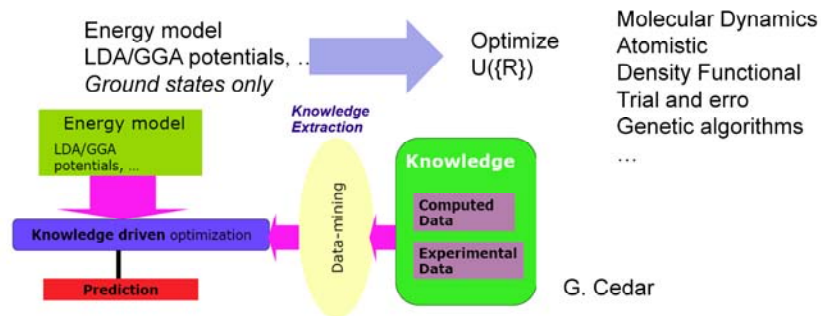 Energy model
LDA/GGA potentials, ...
Ground states only
Optimize
U({R})
Molecular Dynamics
Atomistic
Density Functional
Trial and erro
Genetic algorithms
...
Knowledge
Extraction
Energy model
LDA/GGA
potentials, ...
Knowledge driven optimization
Prediction
Data-mining
Knowledge
Computed
Data
Experimental
Data
G. Cedar